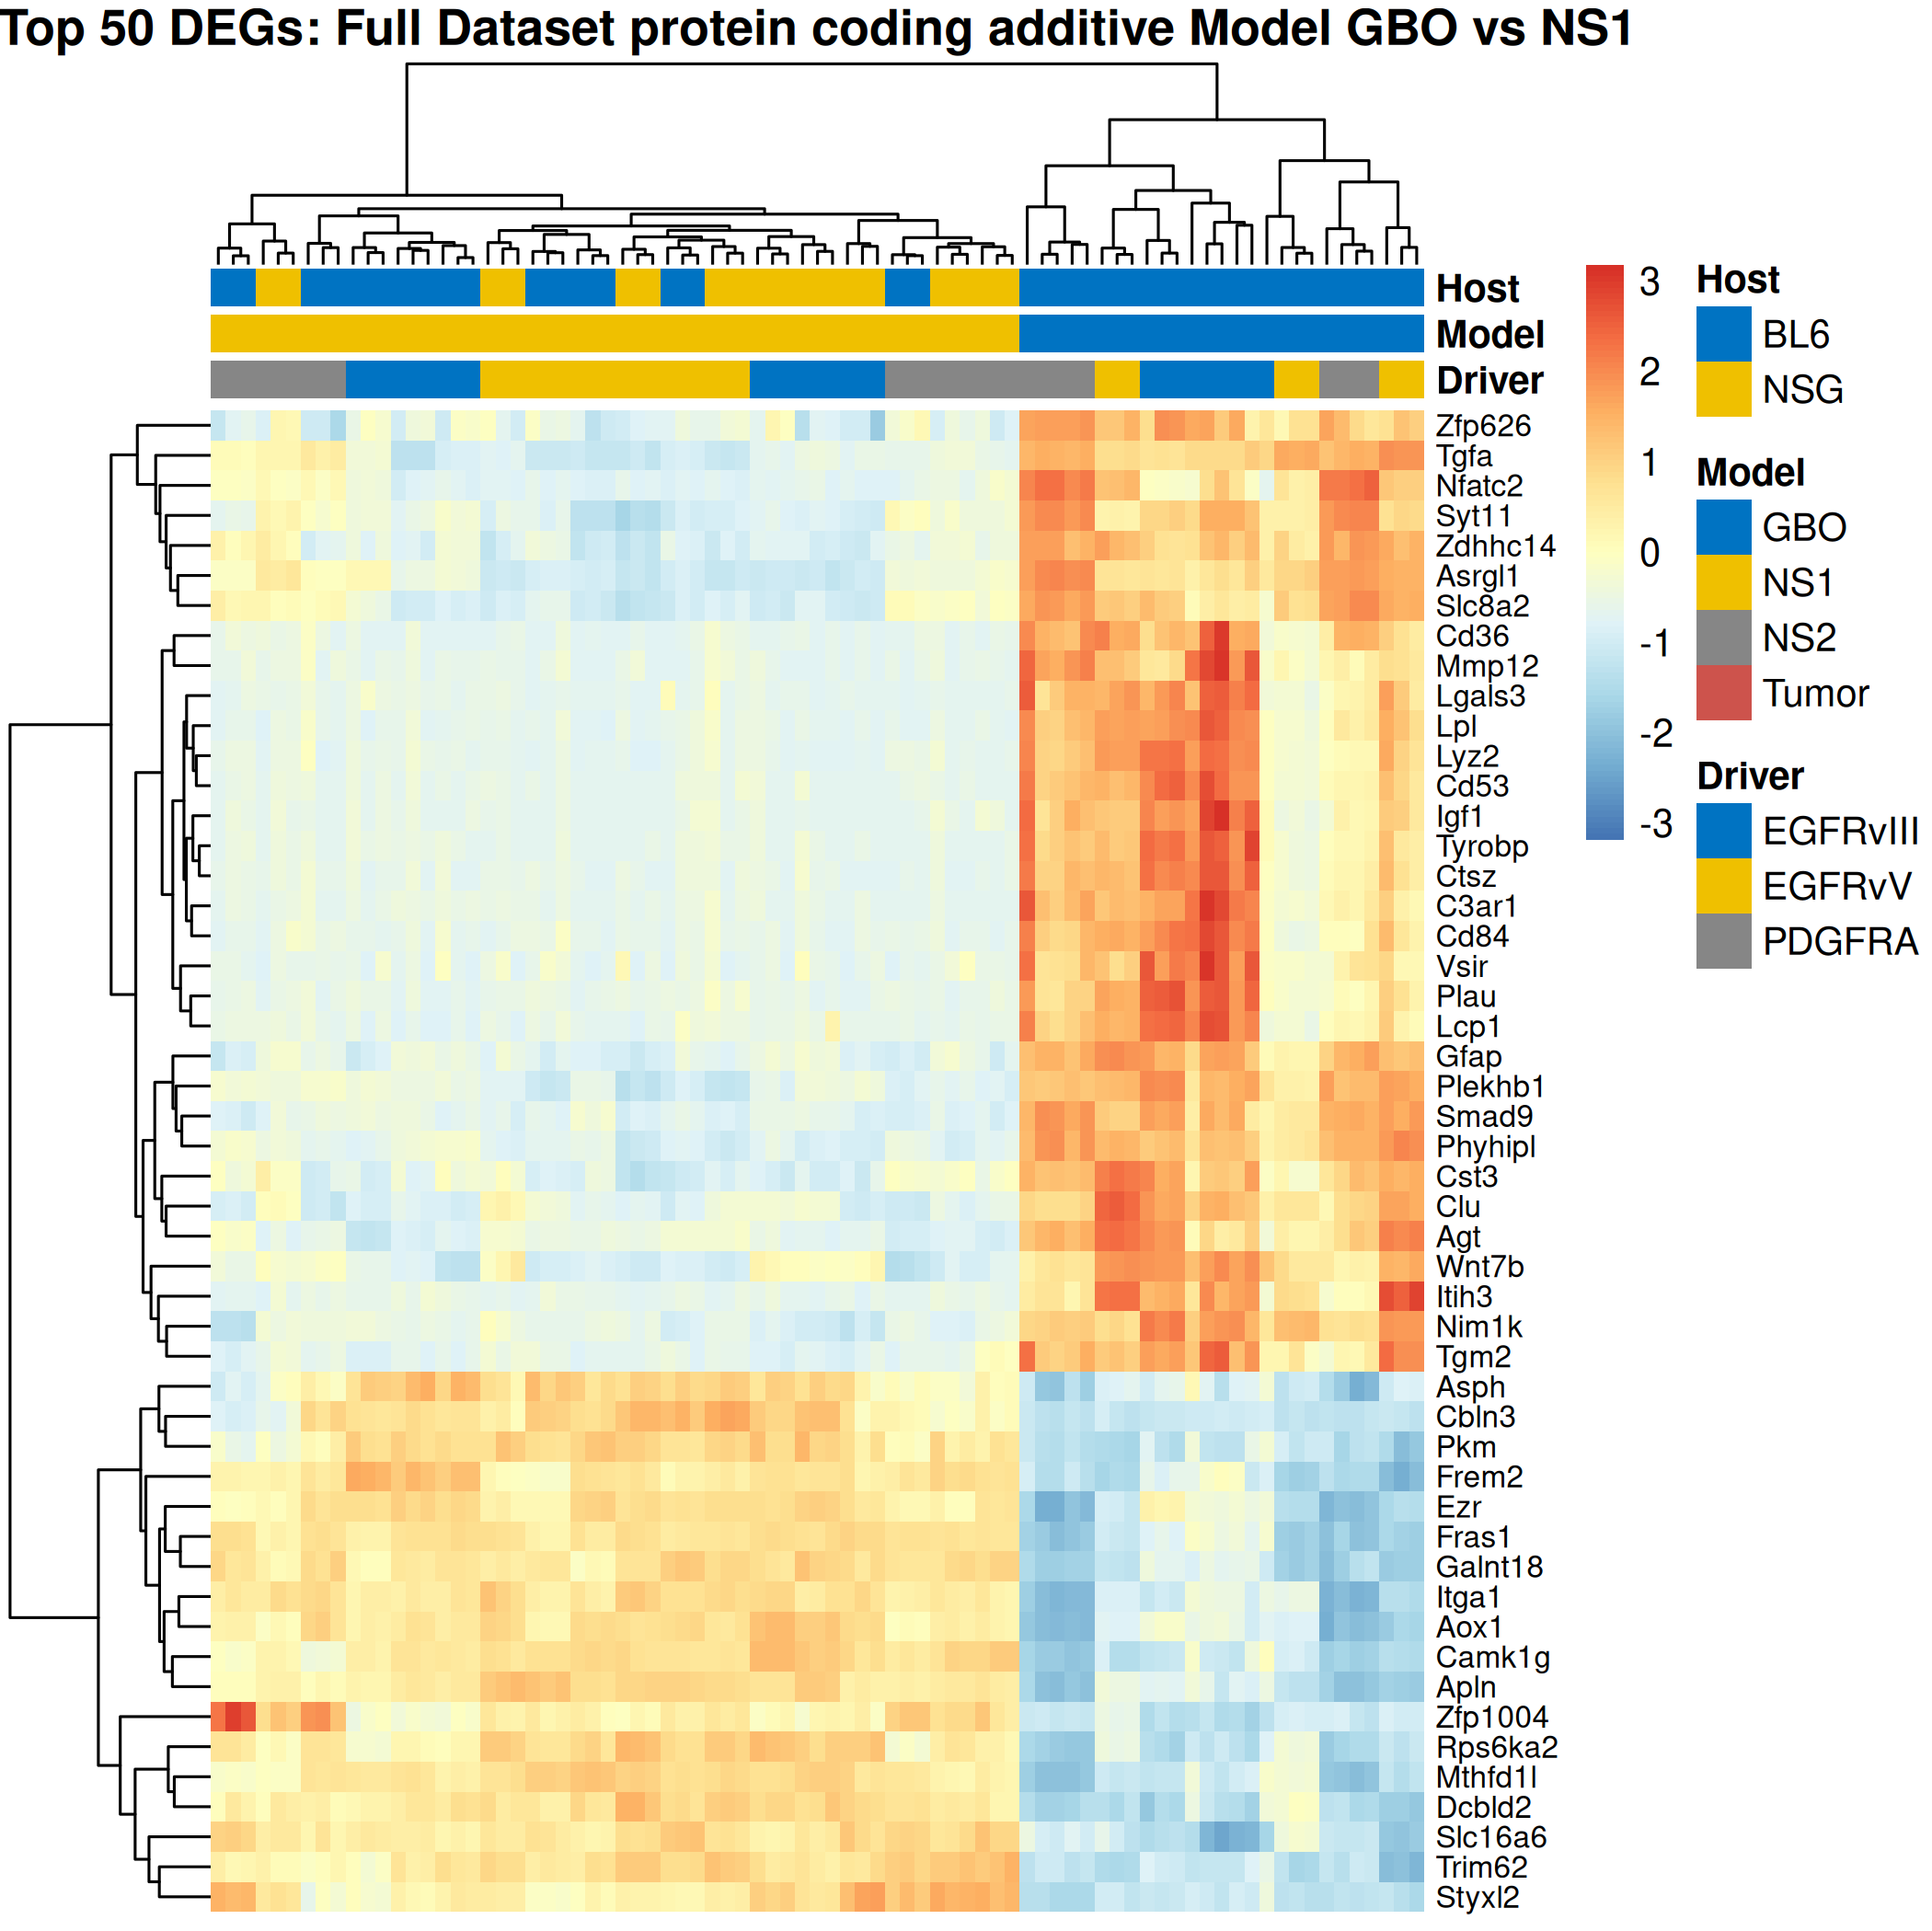 Top 50 DEGs: Full Dataset protein coding additive Model GBO vs NS1
Host
Model
Driver
Zfp626
Tgfa
Nfatc2
Syt11
Zdhhc14
Asrgl1
Slc8a2
Cd36
Mmp12
Lgals3
Lpl
Lyz2
Cd53
Igf1
Tyrobp
Ctsz
C3ar1
Cd84
Vsir
Plau
Lcp1
Gfap
Plekhb1
Smad9
Phyhipl
Cst3
Clu
Agt
Wnt7b
Itih3
Nim1k
Tgm2
Asph
Cbln3
Pkm
Frem2
Ezr
Fras1
Galnt18
Itga1
Aox1
Camk1g
Apln
Zfp1004
Rps6ka2
Mthfd1l
Dcbld2
Slc16a6
Trim62
Styxl2
3
2
1
0
-1
-2
-3
Host
BL6
NSG
Model
GBO
NS1
NS2
Tumor
Driver
EGFRvIII
EGFRvV
PDGFRA